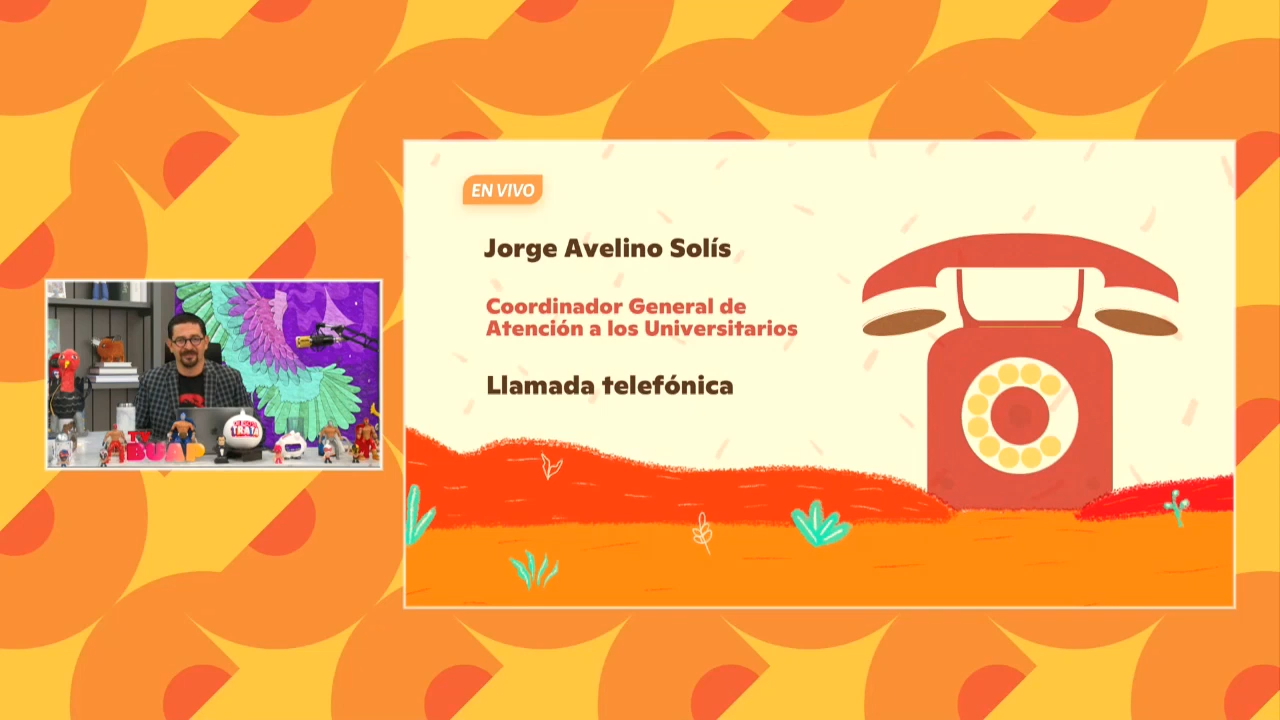 EN VIVO
Jorge Avelino Solís
Coordinador General de
Atención a los Universitarios
Llamada telefónica
TV
BUAP